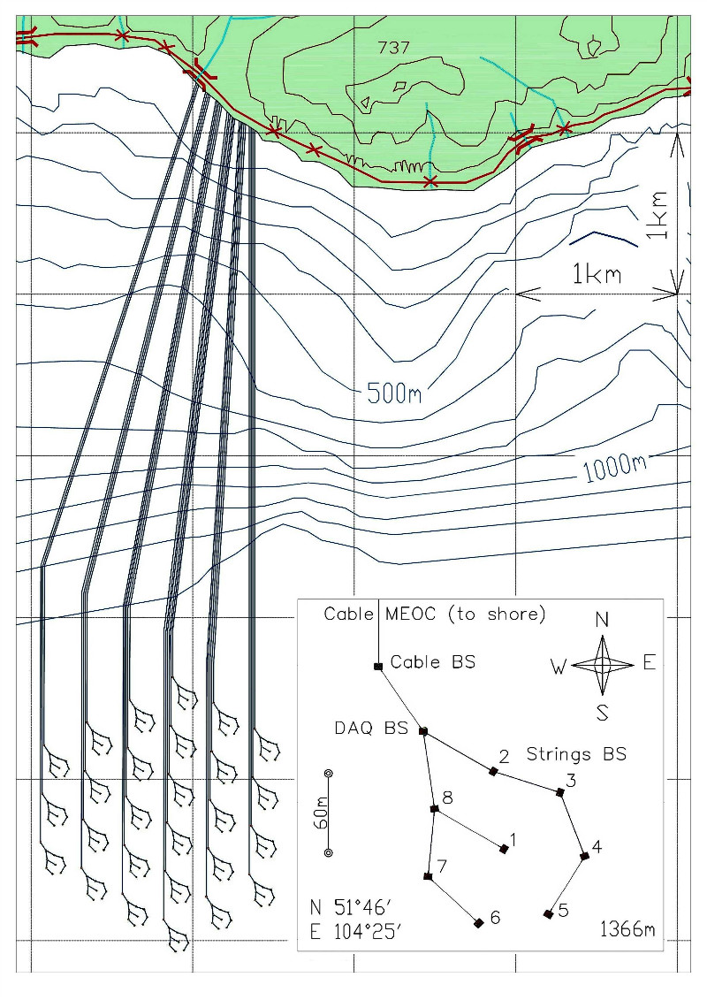 737
1km
1km
500m
1000m
Cable MEOC (to shore)
N
Cable BS
W
E
S
DAQ BS
2
Strings BS
3
60m
8
1
4
7
N 51°46′
6
5
E 104°25′
1366m